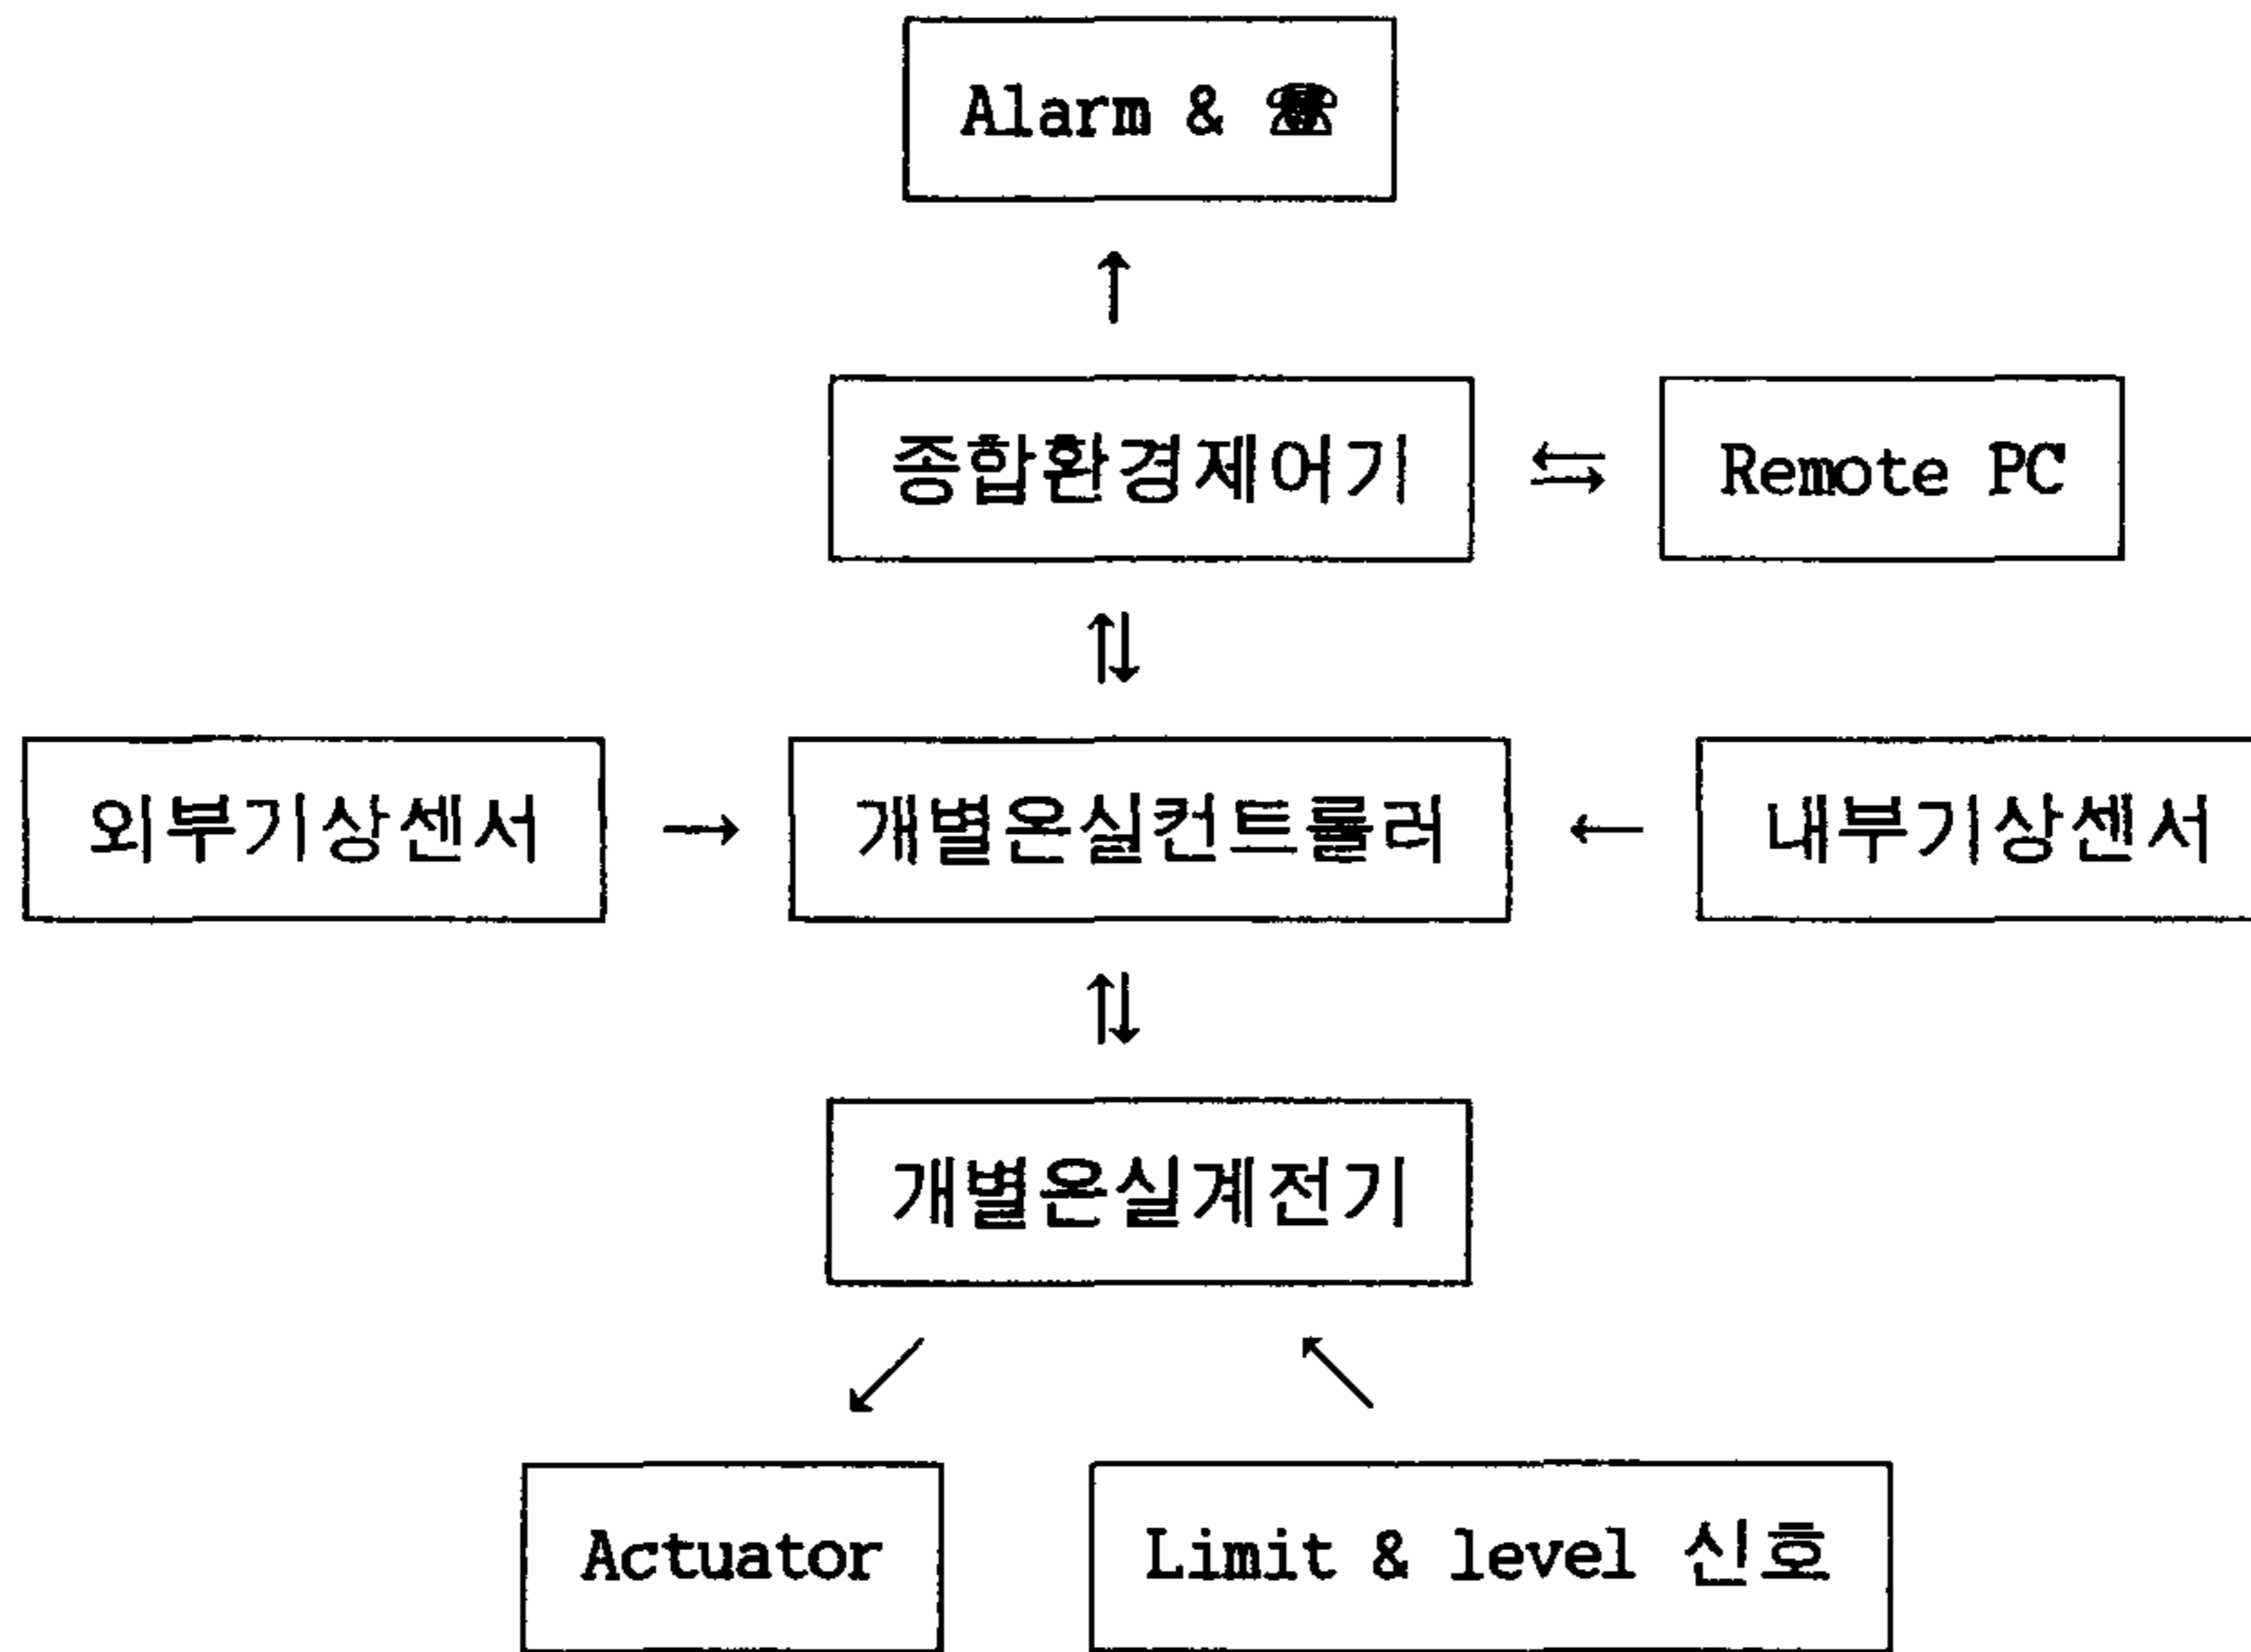 Alarm & ☎
↑
종합환경제어기 ⇆ Remote PC
⇅
외부기상센서 → 개별온실컨트롤러 ← 내부기상센서
⇅
개별온실계전기
↙ ↖
Actuator Limit & level 신호